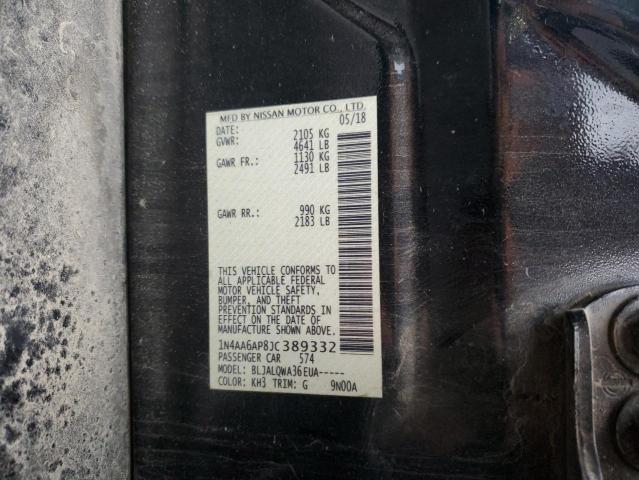 MFD BY NISSAN MOTOR CO., LTD.
DATE: 05/18
GVWR: 2105 KG
4641 LB
GAWR FR.: 1130 KG
2491 LB
GAWR RR.: 990 KG
2183 LB
THIS VEHICLE CONFORMS TO
ALL APPLICABLE FEDERAL
MOTOR VEHICLE SAFETY,
BUMPER, AND THEFT
PREVENTION STANDARDS IN
EFFECT ON THE DATE OF
MANUFACTURE SHOWN ABOVE.
1N4AA6AP8JC389332
PASSENGER CAR 574
MODEL: BLJALQWA36EUA-----
COLOR: KH3 TRIM: G 9N00A